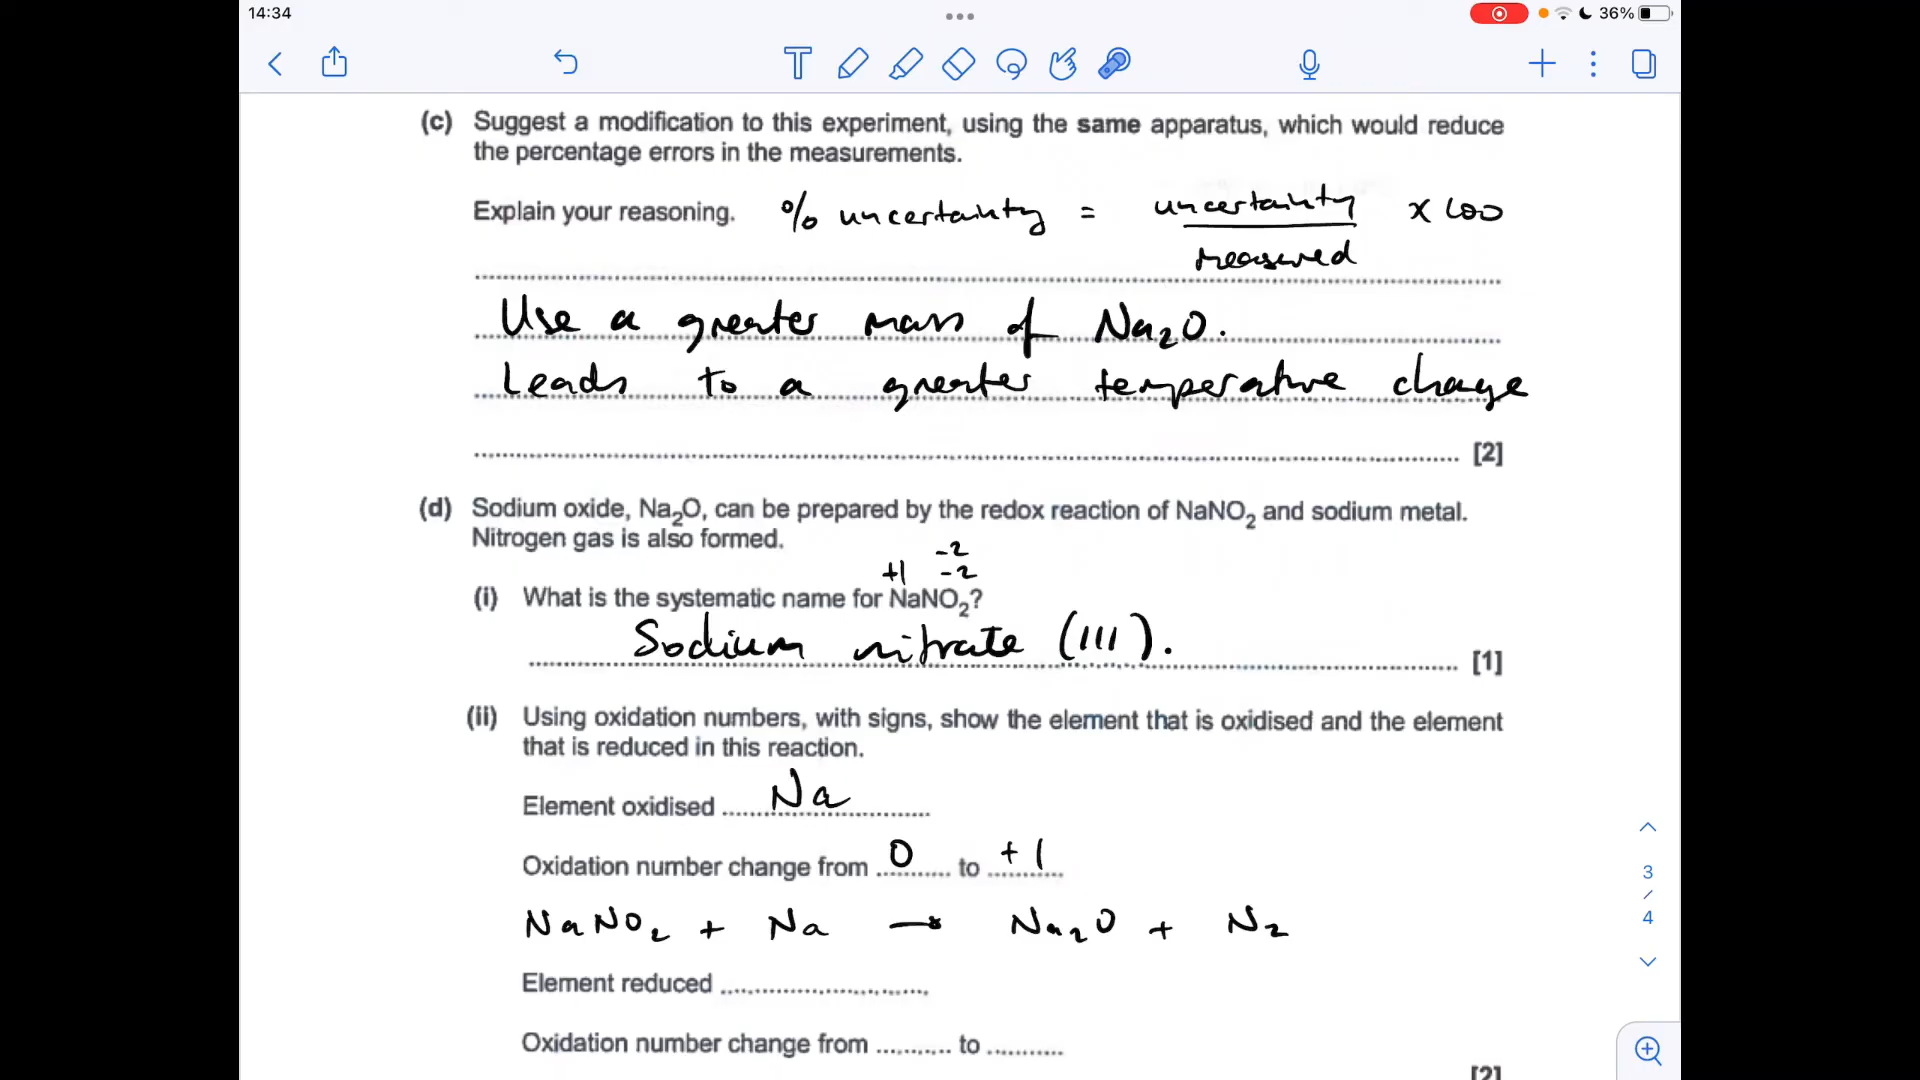 14:34
36%
(c) Suggest a modification to this experiment, using the same apparatus, which would reduce
the percentage errors in the measurements.
Explain your reasoning. % uncertainty = uncertainty / measured × 100
Use a greater mass of Na₂O.
Leads to a greater temperature change
[2]
(d) Sodium oxide, Na₂O, can be prepared by the redox reaction of NaNO₂ and sodium metal.
Nitrogen gas is also formed.
-2
+1 -2
(i) What is the systematic name for NaNO₂?
Sodium nitrate (III).
[1]
(ii) Using oxidation numbers, with signs, show the element that is oxidised and the element
that is reduced in this reaction.
Element oxidised Na
Oxidation number change from 0 to +1
NaNO₂ + Na → Na₂O + N₂
Element reduced
Oxidation number change from to
[2]
3
/
4